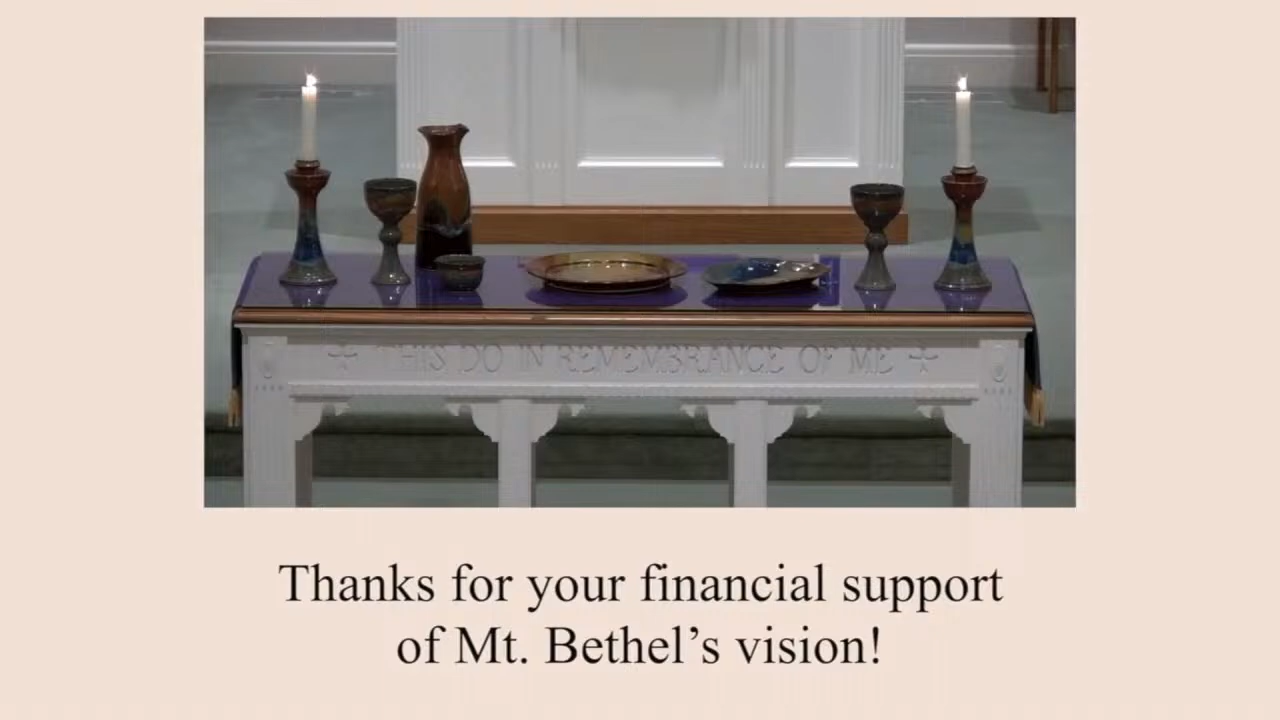 THIS DO IN REMEMBRANCE OF ME
Thanks for your financial support
of Mt. Bethel’s vision!